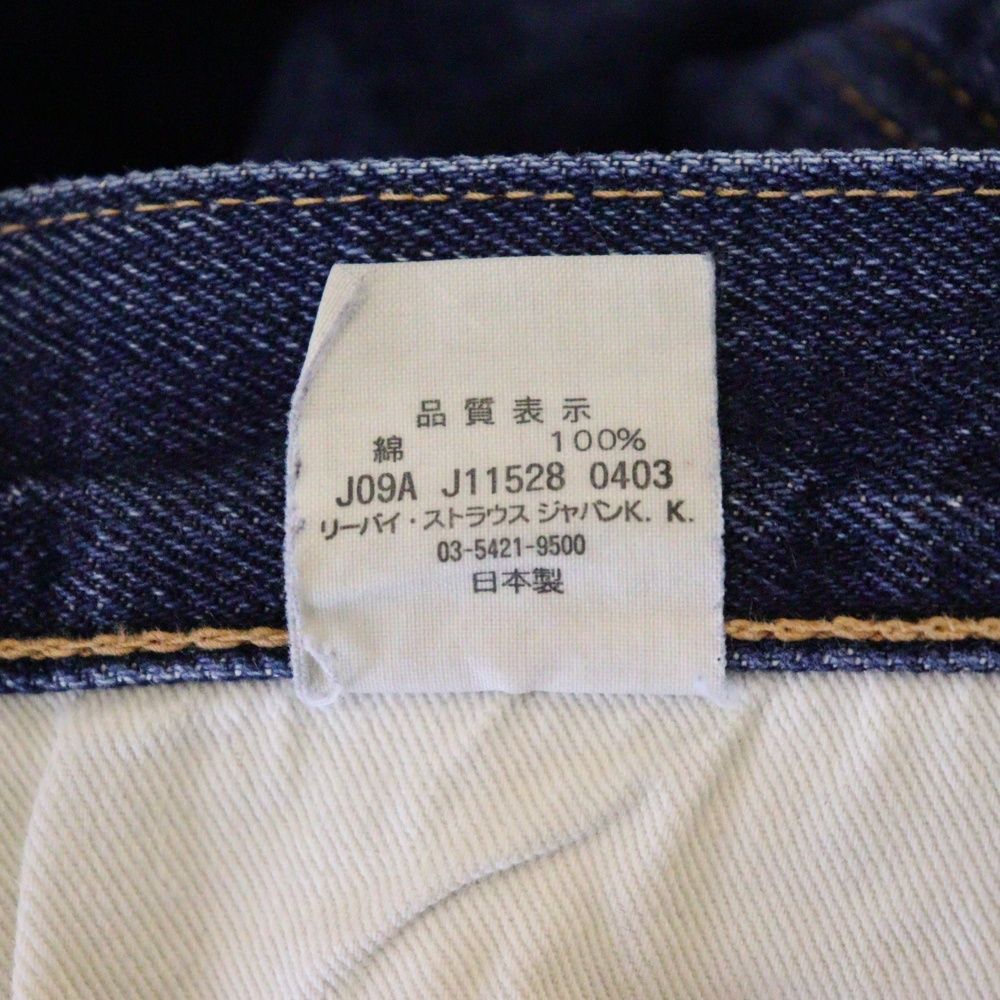 品質表示
綿 100%
J09A J11528 0403
リーバイ・ストラウス ジャパンK. K.
03-5421-9500
日本製